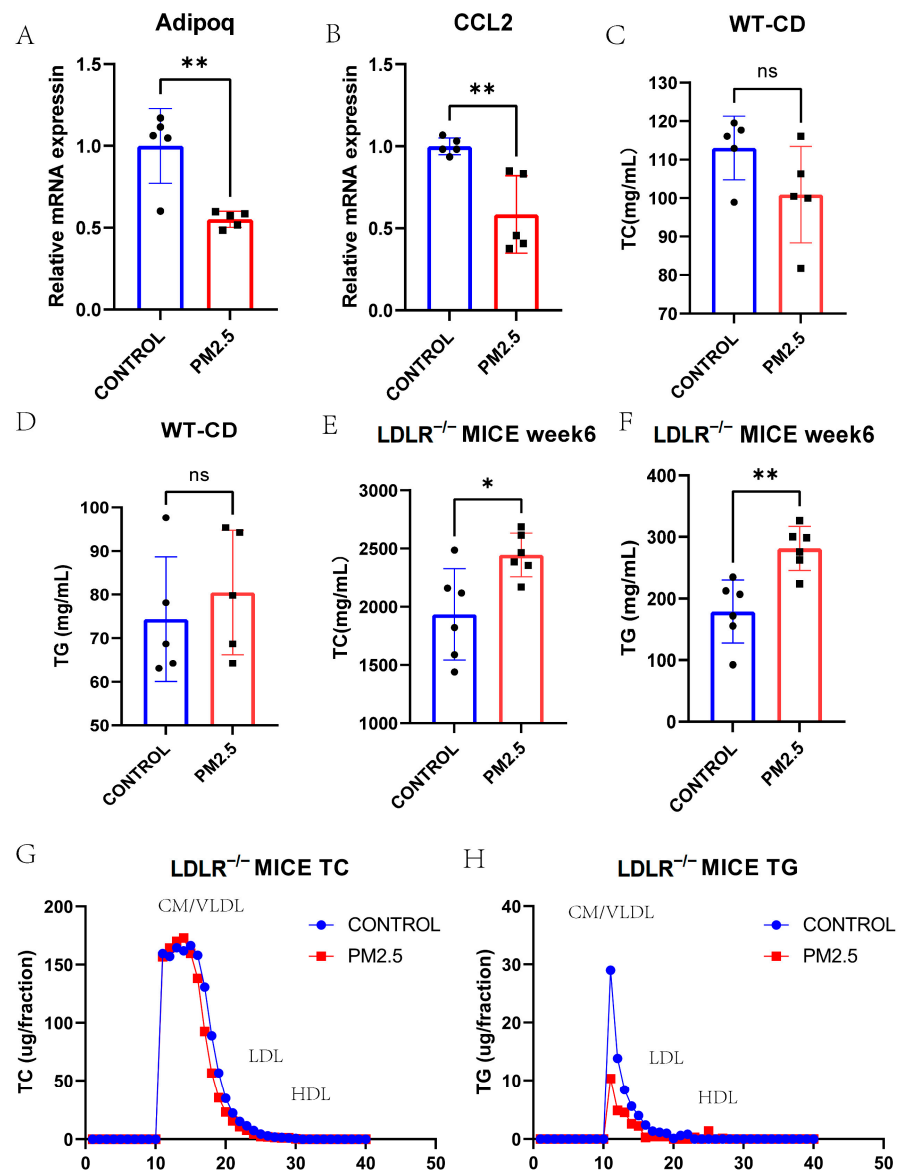 A
Adipoq
Relative mRNA expressin
1.5
1.0
0.5
0.0
**
CONTROL
PM2.5
B
CCL2
Relative mRNA expressin
1.5
1.0
0.5
0.0
**
CONTROL
PM2.5
C
WT-CD
TC(mg/mL)
130
120
110
100
90
80
70
ns
CONTROL
PM2.5
D
WT-CD
TG (mg/mL)
100
90
80
70
60
50
ns
CONTROL
PM2.5
E
LDLR−/− MICE week6
TC(mg/mL)
3000
2500
2000
1500
1000
*
CONTROL
PM2.5
F
LDLR−/− MICE week6
TG (mg/mL)
400
300
200
100
0
**
CONTROL
PM2.5
G
LDLR−/− MICE TC
TC (ug/fraction)
200
150
100
50
0
CM/VLDL
CONTROL
PM2.5
LDL
HDL
0 10 20 30 40 50
H
LDLR−/− MICE TG
TG (ug/fraction)
40
30
20
10
0
CM/VLDL
CONTROL
PM2.5
LDL
HDL
0 10 20 30 40 50